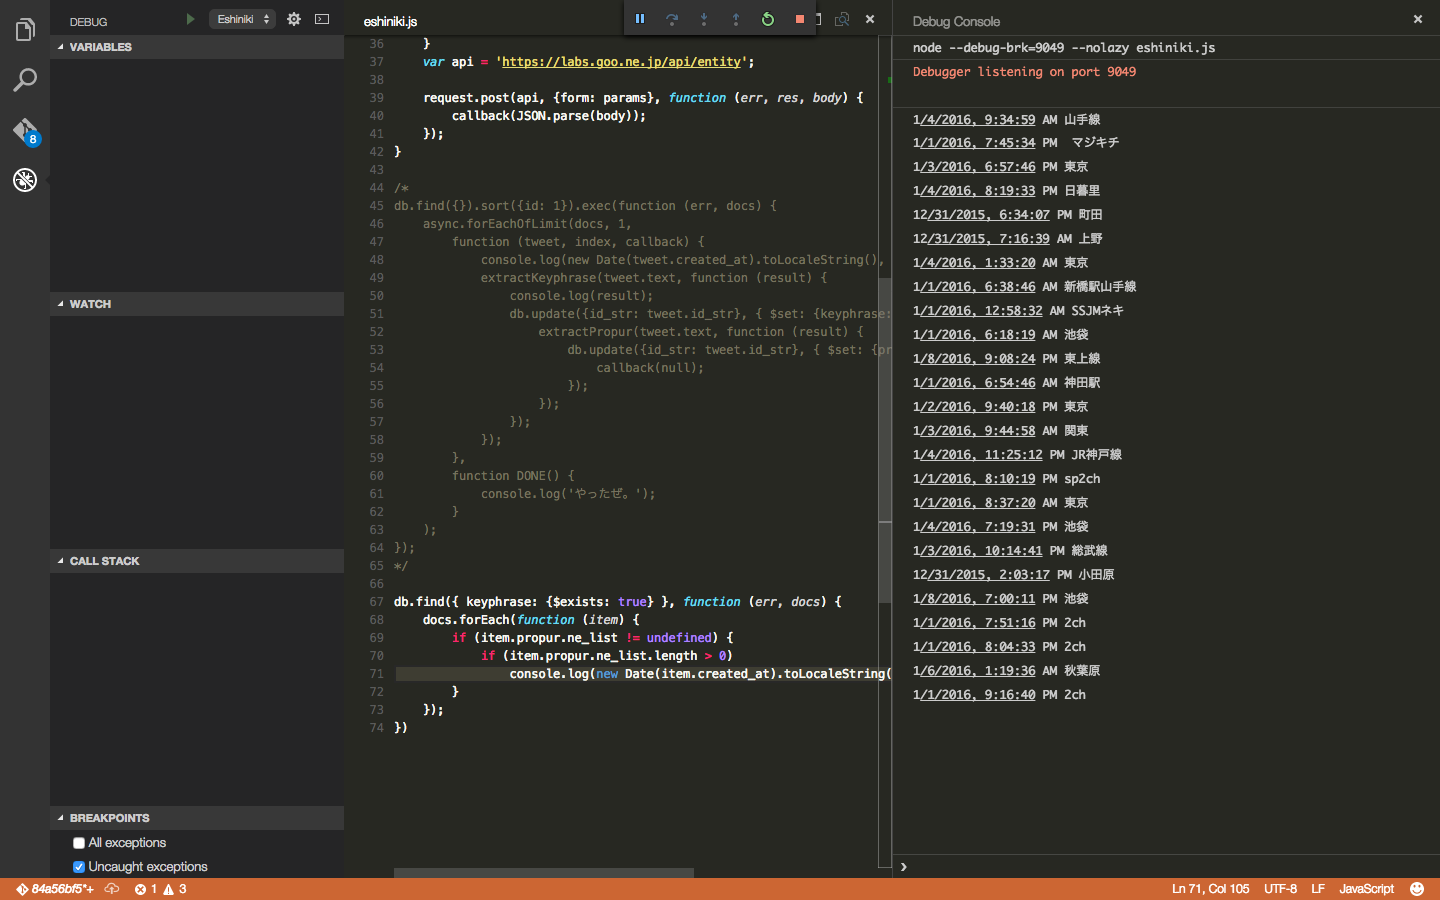 DEBUG
Eshiniki
VARIABLES
WATCH
CALL STACK
BREAKPOINTS
All exceptions
Uncaught exceptions
8
eshiniki.js
36     }
37     var api = 'https://labs.goo.ne.jp/api/entity';
38
39     request.post(api, {form: params}, function (err, res, body) {
40         callback(JSON.parse(body));
41     });
42 }
43
44 /*
45 db.find({}).sort({id: 1}).exec(function (err, docs) {
46     async.forEachOfLimit(docs, 1,
47         function (tweet, index, callback) {
48             console.log(new Date(tweet.created_at).toLocaleString(),
49             extractKeyphrase(tweet.text, function (result) {
50                 console.log(result);
51                 db.update({id_str: tweet.id_str}, { $set: {keyphrase:
52                     extractPropur(tweet.text, function (result) {
53                         db.update({id_str: tweet.id_str}, { $set: {pr
54                             callback(null);
55                         });
56                     });
57                 });
58             });
59         },
60         function DONE() {
61             console.log('やったぜ。');
62         }
63     );
64 });
65 */
66
67 db.find({ keyphrase: {$exists: true} }, function (err, docs) {
68     docs.forEach(function (item) {
69         if (item.propur.ne_list != undefined) {
70             if (item.propur.ne_list.length > 0)
71                 console.log(new Date(item.created_at).toLocaleString(
72         }
73     });
74 })
Debug Console
node --debug-brk=9049 --nolazy eshiniki.js
Debugger listening on port 9049
1/4/2016, 9:34:59 AM 山手線
1/1/2016, 7:45:34 PM  マジキチ
1/3/2016, 6:57:46 PM 東京
1/4/2016, 8:19:33 PM 日暮里
12/31/2015, 6:34:07 PM 町田
12/31/2015, 7:16:39 AM 上野
1/4/2016, 1:33:20 AM 東京
1/1/2016, 6:38:46 AM 新橋駅山手線
1/1/2016, 12:58:32 AM SSJMネキ
1/1/2016, 6:18:19 AM 池袋
1/8/2016, 9:08:24 PM 東上線
1/1/2016, 6:54:46 AM 神田駅
1/2/2016, 9:40:18 PM 東京
1/3/2016, 9:44:58 AM 関東
1/4/2016, 11:25:12 PM JR神戸線
1/1/2016, 8:10:19 PM sp2ch
1/1/2016, 8:37:20 AM 東京
1/4/2016, 7:19:31 PM 池袋
1/3/2016, 10:14:41 PM 総武線
12/31/2015, 2:03:17 PM 小田原
1/8/2016, 7:00:11 PM 池袋
1/1/2016, 7:51:16 PM 2ch
1/1/2016, 8:04:33 PM 2ch
1/6/2016, 1:19:36 AM 秋葉原
1/1/2016, 9:16:40 PM 2ch
84a56bf5*+ 1 3
Ln 71, Col 105 UTF-8 LF JavaScript